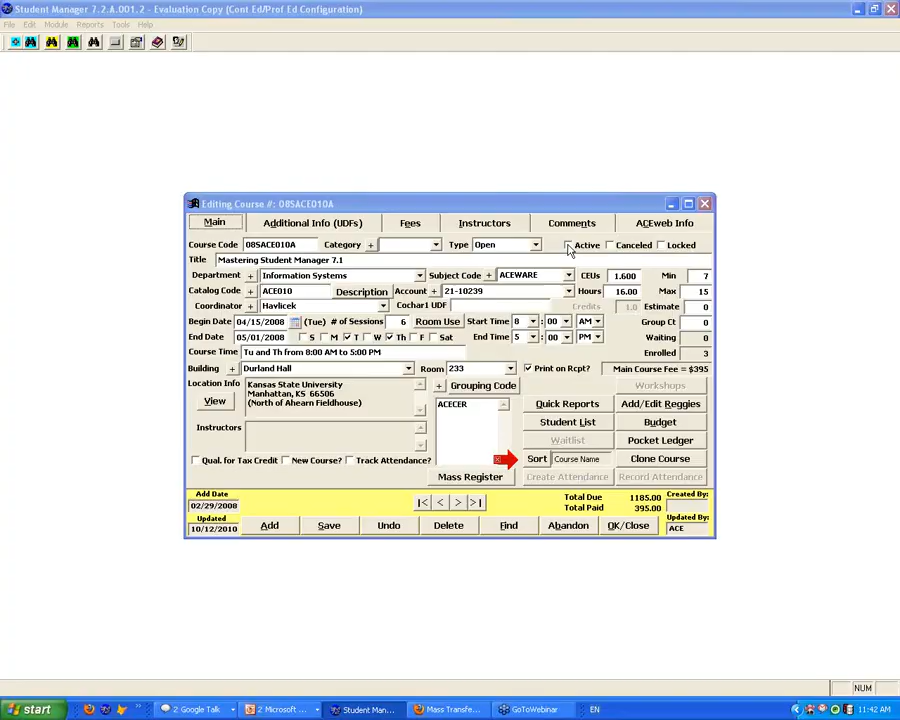 Student Manager 7.2.A.001.2 - Evaluation Copy (Cont Ed/Prof Ed Configuration)
File Edit Module Reports Tools Help
Editing Course #: 08SACE010A
Main Additional Info (UDFs) Fees Instructors Comments ACEweb Info
Course Code 08SACE010A Category + Type Open Active Canceled Locked
Title Mastering Student Manager 7.1
Department + Information Systems Subject Code + ACEWARE CEUs 1.600 Min 7
Catalog Code + ACE010 Description Account + 21-10239 Hours 16.00 Max 15
Coordinator + Havlicek Cochar1 UDF Credits 1.0 Estimate 0
Begin Date 04/15/2008 (Tue) # of Sessions 6 Room Use Start Time 8 : 00 AM Group Ct 0
End Date 05/01/2008 S M T W Th F Sat End Time 5 : 00 PM Waiting 0
Course Time Tu and Th from 8:00 AM to 5:00 PM Enrolled 3
Building + Durland Hall Room 233 Print on Rcpt? Main Course Fee = $395
Location Info Kansas State University + Grouping Code Workshops
View Manhattan, KS 66506 ACECER Quick Reports Add/Edit Reggies
(North of Ahearn Fieldhouse) Student List Budget
Instructors Waitlist Pocket Ledger
Qual. for Tax Credit New Course? Track Attendance? Sort Course Name Clone Course
Mass Register Create Attendance Record Attendance
Add Date |< < > >| Total Due 1185.00 Created By:
02/29/2008 Total Paid 395.00
Updated Add Save Undo Delete Find Abandon OK/Close Updated By:
10/12/2010 ACE
NUM
start » 2 Google Talk 2 Microsoft ... Student Man... Mass Transfe... GoToWebinar EN 11:42 AM